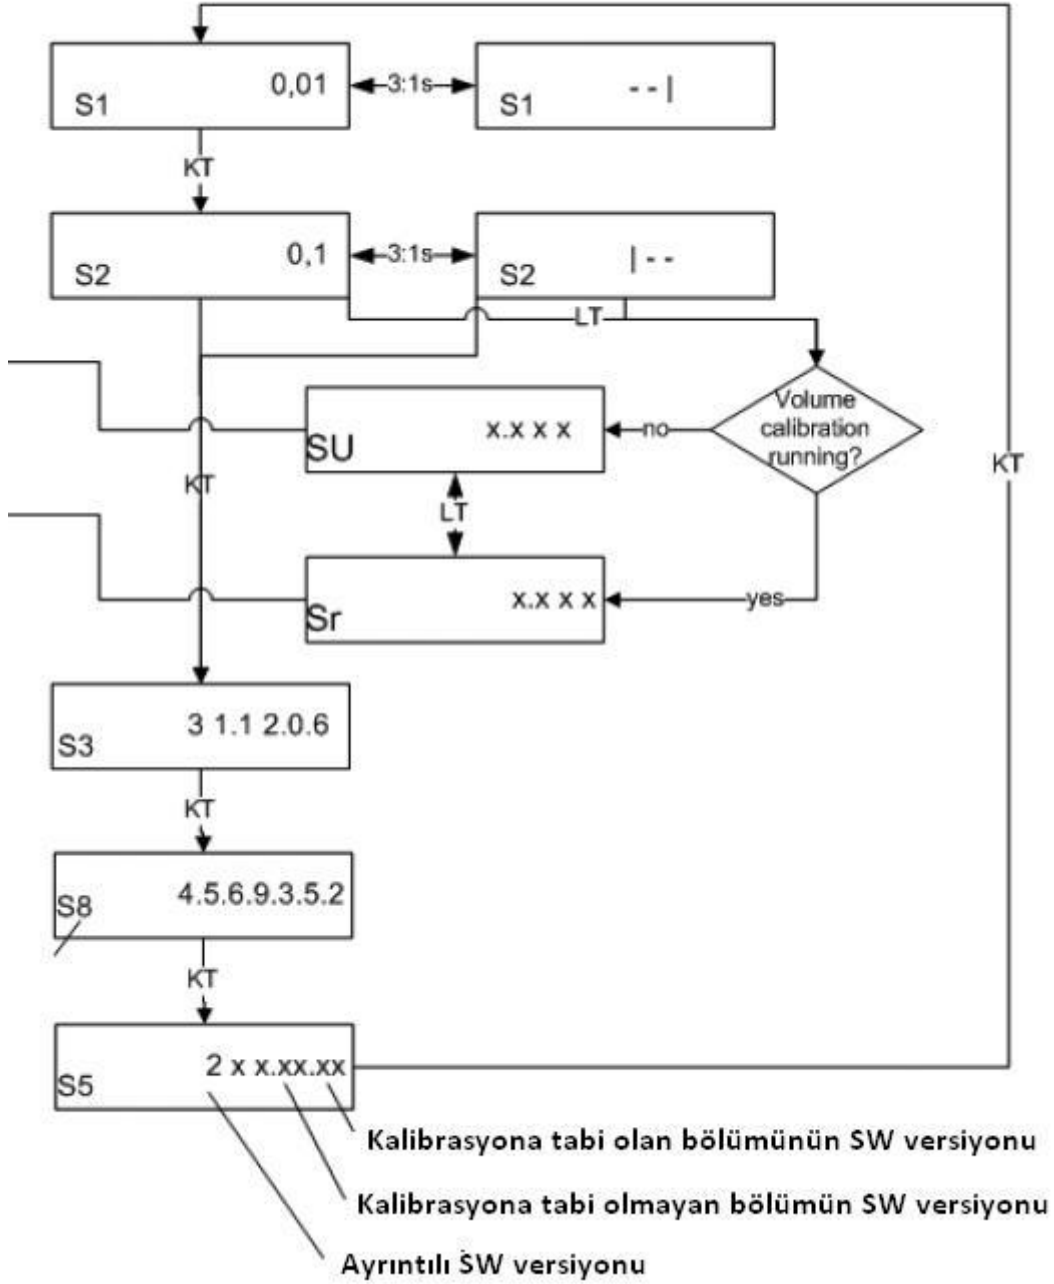 0,01
S1
3:1s
S1
- - |
KT
0,1
S2
3:1s
S2
| - -
LT
Volume
calibration
running?
no
x.x x x
SU
KT
KT
LT
x.x x x
Sr
yes
3 1.1 2.0.6
S3
KT
4.5.6.9.3.5.2
S8
KT
2 x x.xx.xx
S5
Kalibrasyona tabi olan bölümünün SW versiyonu
Kalibrasyona tabi olmayan bölümün SW versiyonu
Ayrıntılı SW versiyonu